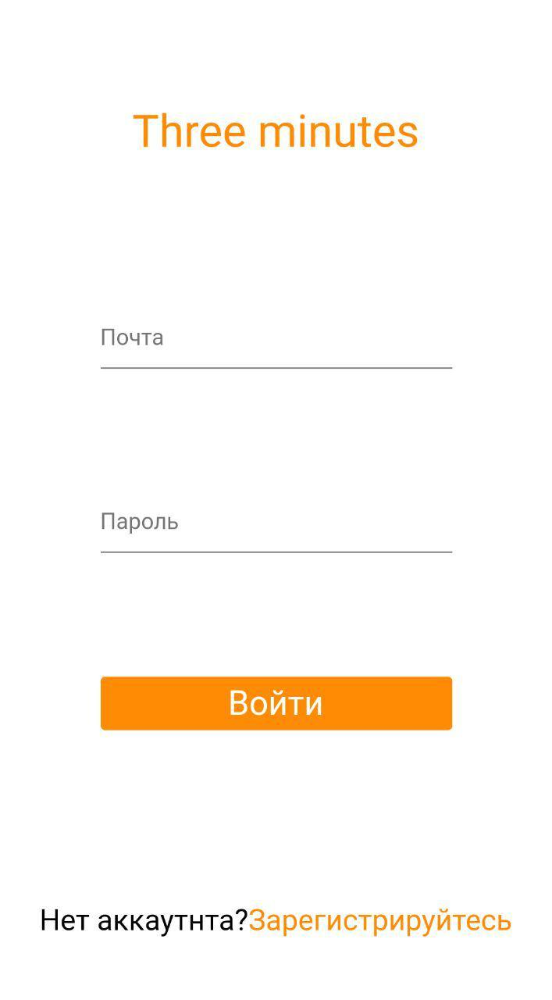 Three minutes
Почта
Пароль
Войти
Нет аккаутнта?Зарегистрируйтесь